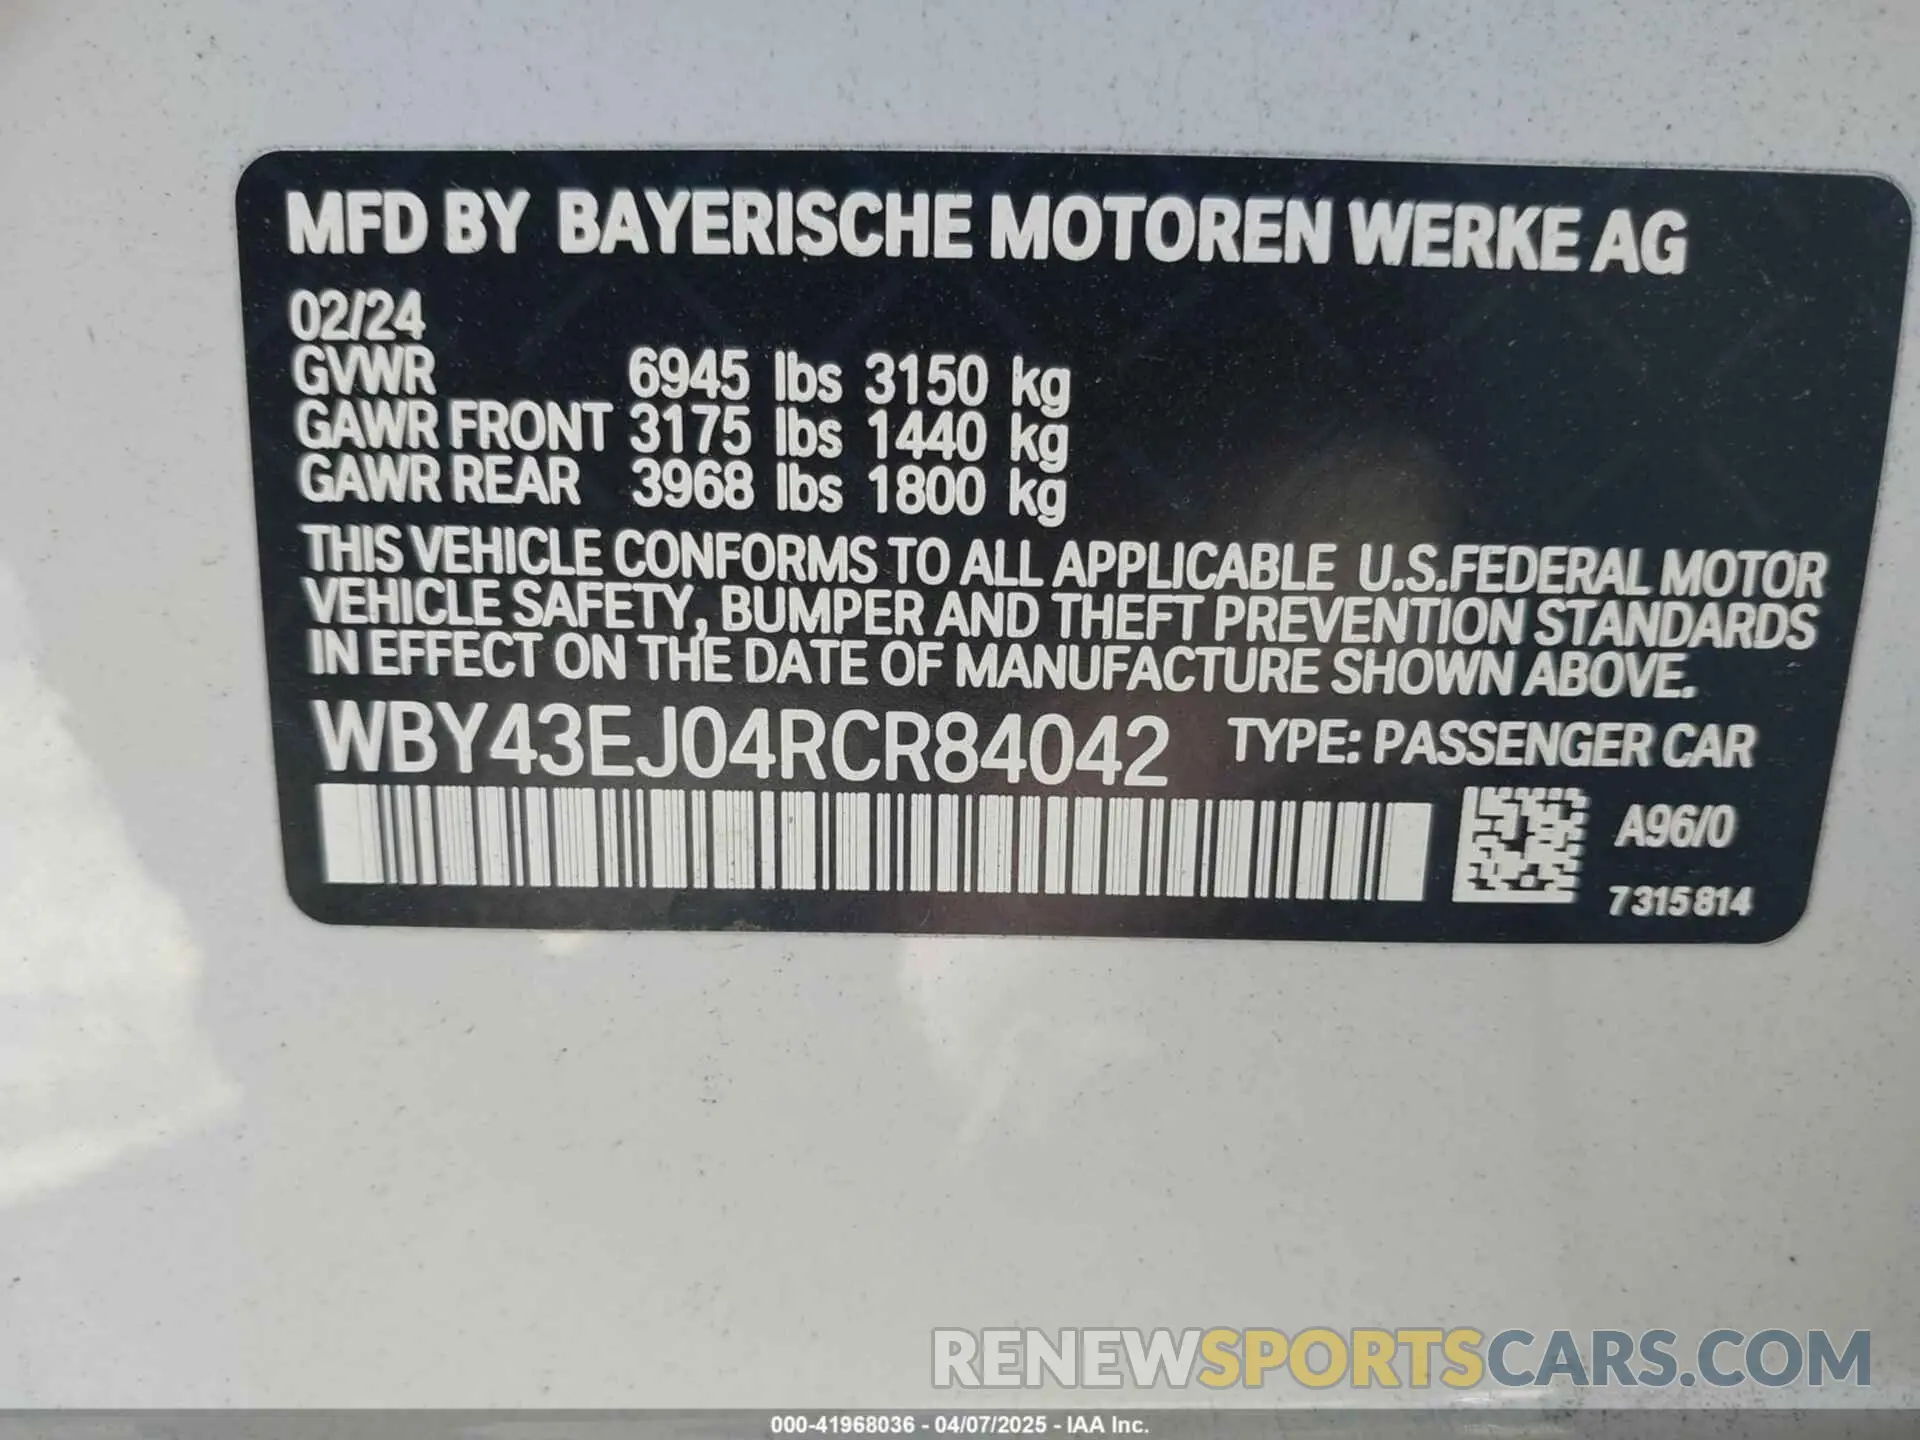 MFD BY BAYERISCHE MOTOREN WERKE AG
02/24
GVWR 6945 lbs 3150 kg
GAWR FRONT 3175 lbs 1440 kg
GAWR REAR 3968 lbs 1800 kg
THIS VEHICLE CONFORMS TO ALL APPLICABLE U.S.FEDERAL MOTOR
VEHICLE SAFETY, BUMPER AND THEFT PREVENTION STANDARDS
IN EFFECT ON THE DATE OF MANUFACTURE SHOWN ABOVE.
WBY43EJ04RCR84042 TYPE: PASSENGER CAR
A96/0
7315814
RENEWSPORTSCARS.COM
000-41968036 - 04/07/2025 - IAA Inc.